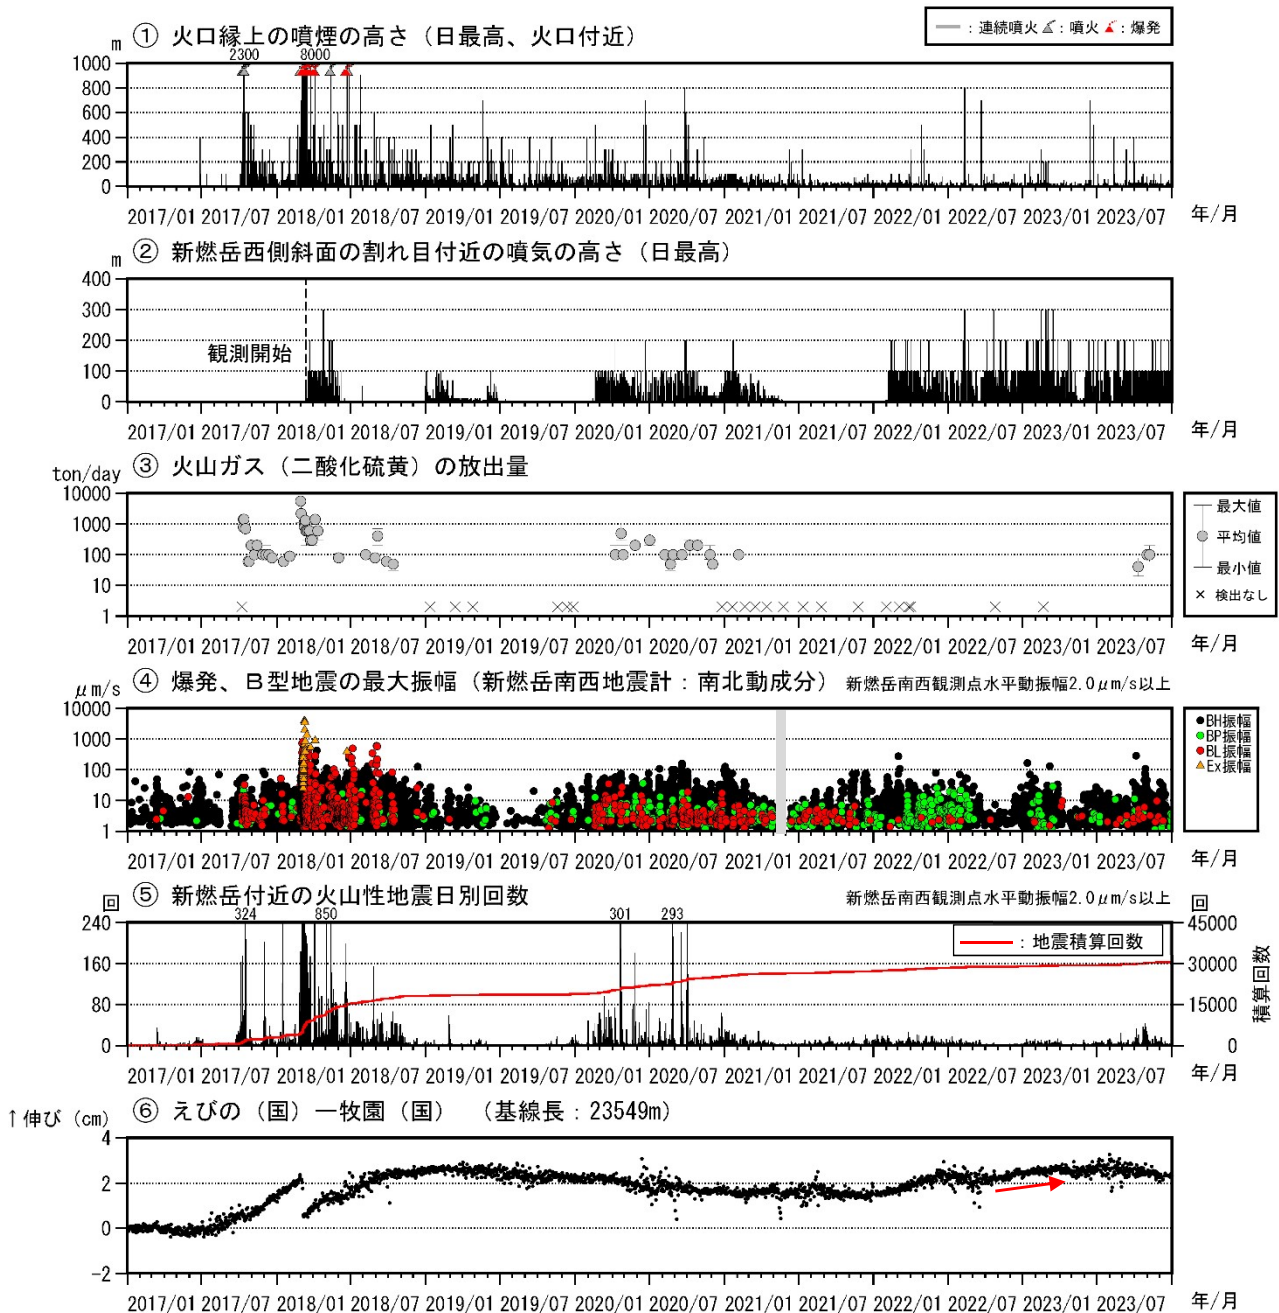 ① 火口縁上の噴煙の高さ（日最高、火口付近）
：連続噴火 ：噴火 ：爆発
m
2300 8000
1000
800
600
400
200
0
2017/01 2017/07 2018/01 2018/07 2019/01 2019/07 2020/01 2020/07 2021/01 2021/07 2022/01 2022/07 2023/01 2023/07 年/月
② 新燃岳西側斜面の割れ目付近の噴気の高さ（日最高）
m
400
300
200
100
0
観測開始
2017/01 2017/07 2018/01 2018/07 2019/01 2019/07 2020/01 2020/07 2021/01 2021/07 2022/01 2022/07 2023/01 2023/07 年/月
③ 火山ガス（二酸化硫黄）の放出量
ton/day
10000
1000
100
10
1
最大値
平均値
最小値
× 検出なし
2017/01 2017/07 2018/01 2018/07 2019/01 2019/07 2020/01 2020/07 2021/01 2021/07 2022/01 2022/07 2023/01 2023/07 年/月
④ 爆発、Ｂ型地震の最大振幅（新燃岳南西地震計：南北動成分） 新燃岳南西観測点水平動振幅2.0μm/s以上
μm/s
10000
1000
100
10
1
BH振幅
BP振幅
BL振幅
Ex振幅
2017/01 2017/07 2018/01 2018/07 2019/01 2019/07 2020/01 2020/07 2021/01 2021/07 2022/01 2022/07 2023/01 2023/07 年/月
⑤ 新燃岳付近の火山性地震日別回数 新燃岳南西観測点水平動振幅2.0μm/s以上
回 回
324 850 301 293
240 45000
160 30000
80 15000
0 0
：地震積算回数
積算回数
2017/01 2017/07 2018/01 2018/07 2019/01 2019/07 2020/01 2020/07 2021/01 2021/07 2022/01 2022/07 2023/01 2023/07 年/月
⑥ えびの（国）－牧園（国） （基線長：23549m）
↑伸び（cm）
4
2
0
-2
2017/01 2017/07 2018/01 2018/07 2019/01 2019/07 2020/01 2020/07 2021/01 2021/07 2022/01 2022/07 2023/01 2023/07 年/月